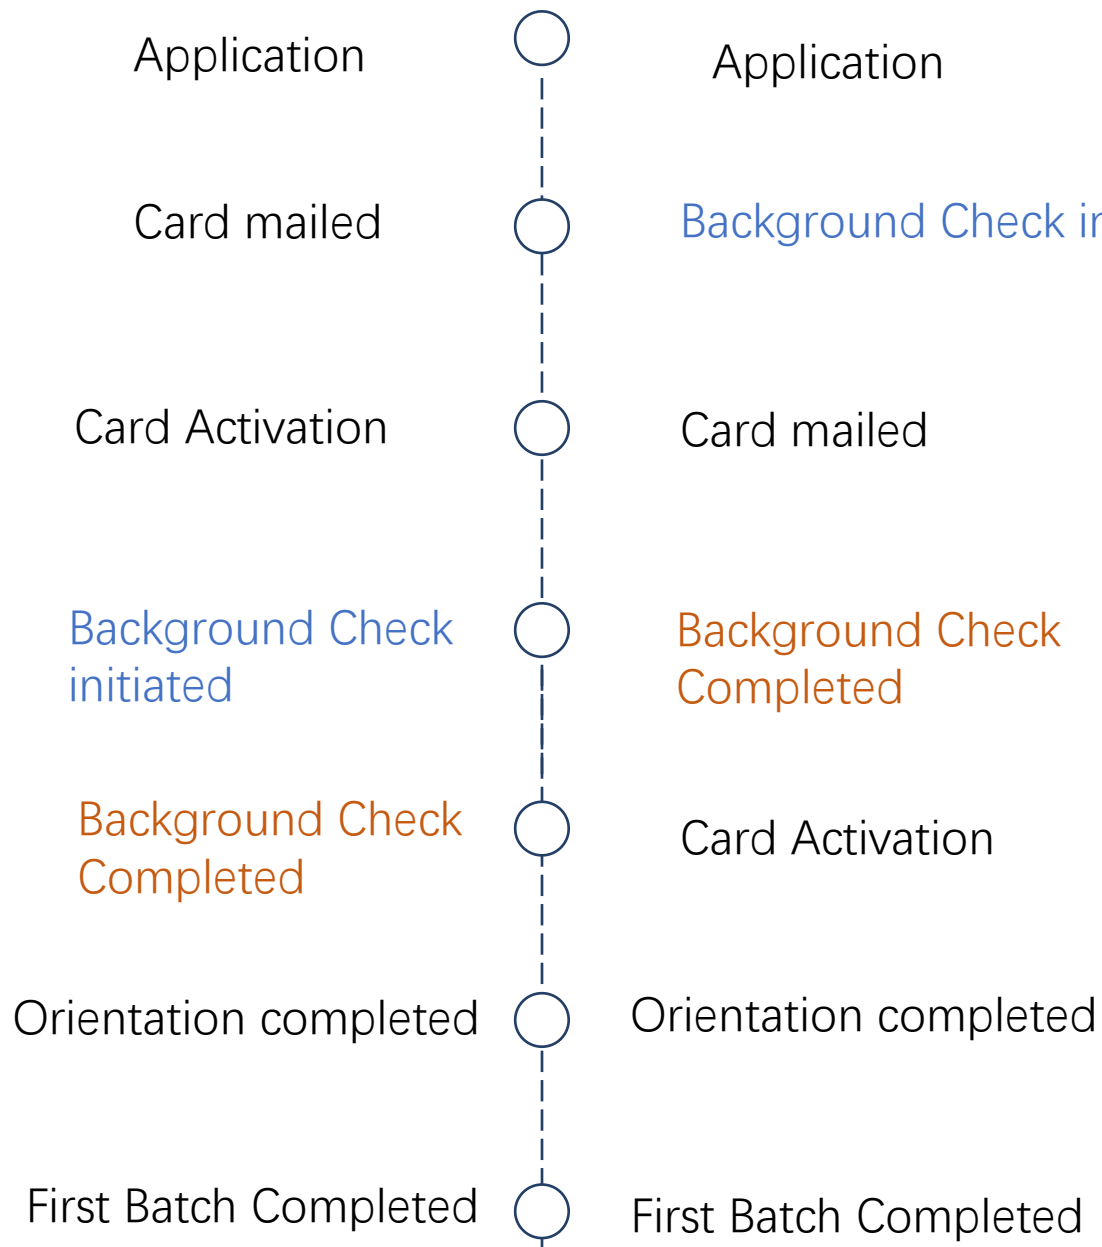 Application
Application
Card mailed
Background Check
Card Activation
Card mailed
Background Check
initiated
Background Check
Completed
Background Check
Completed
Card Activation
Orientation completed
Orientation completed
First Batch Completed
First Batch Completed